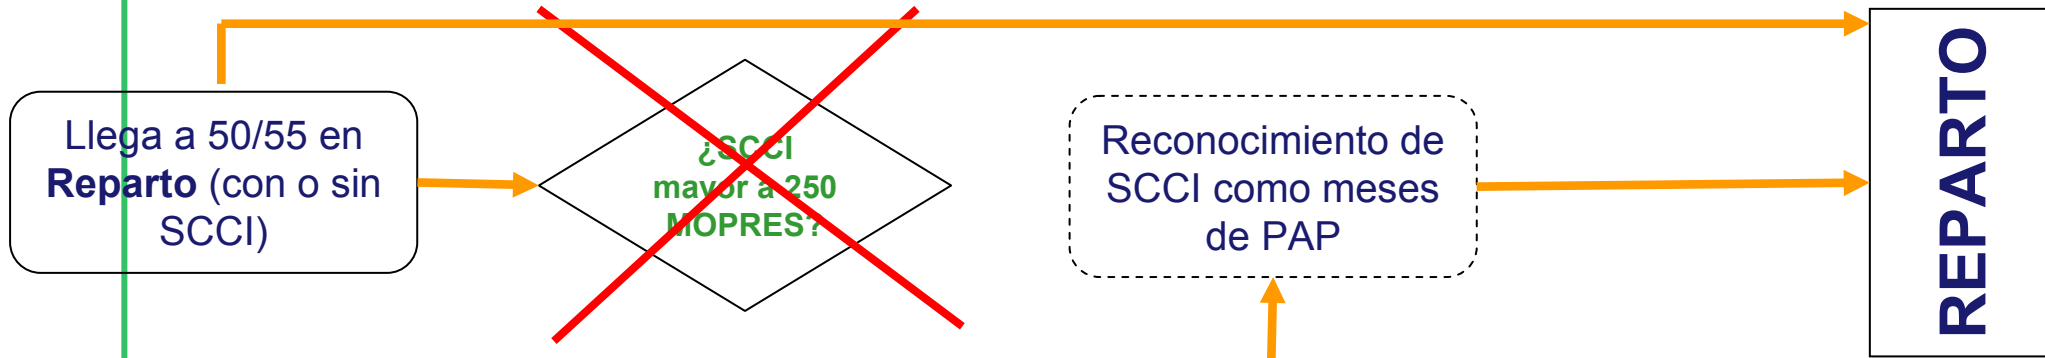 Llega a 50/55 en
Reparto (con o sin
SCCI)
¿SCCI
mayor a 250
MOPRES?
Reconocimiento de
SCCI como meses
de PAP
REPARTO